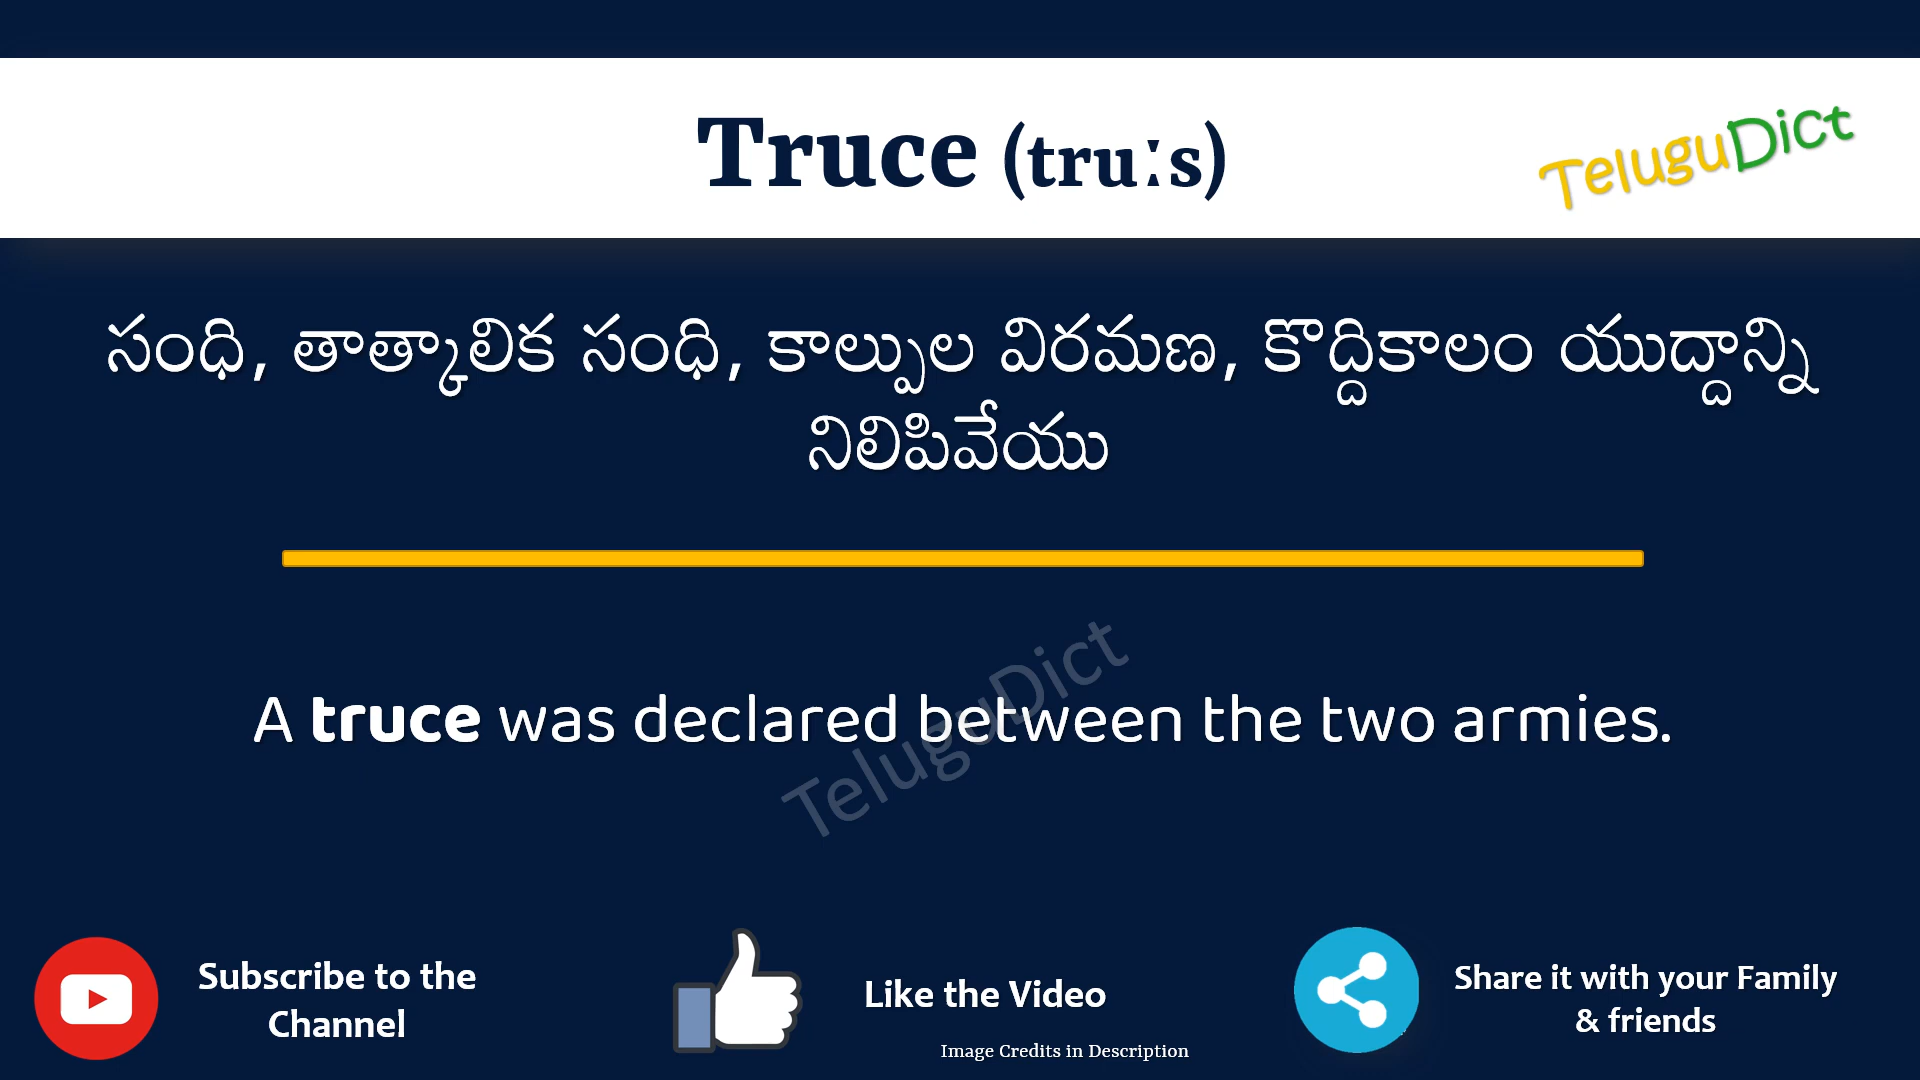 Truce (truːs)
TeluguDict
సంధి, తాత్కాలిక సంధి, కాల్పుల విరమణ, కొద్దికాలం యుద్దాన్ని
నిలిపివేయు
A truce was declared between the two armies.
TeluguDict
Subscribe to the
Channel
Like the Video
Share it with your Family
& friends
Image Credits in Description